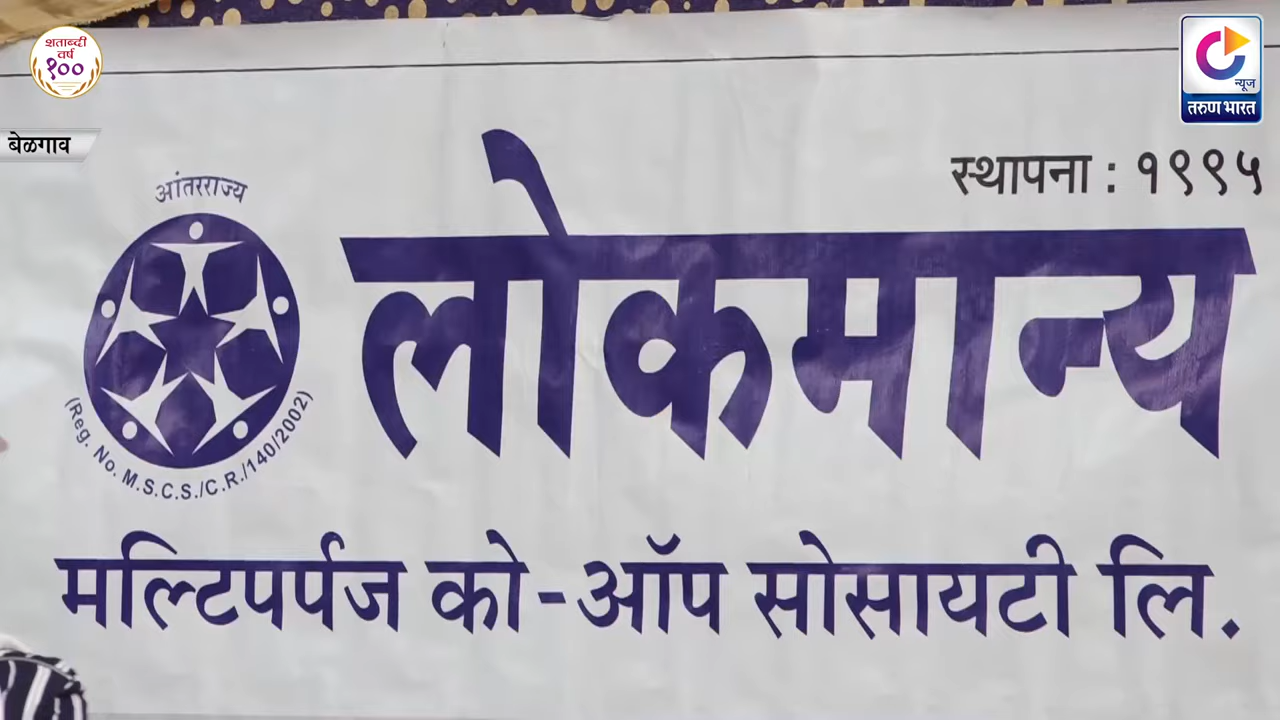 शताब्दी
वर्ष
१००
न्यूज
तरुण भारत
बेळगाव
स्थापना : १९९५
आंतरराज्य
लोकमान्य
(Reg. No. M.S.C.S./C.R./140/2002)
मल्टिपर्पज को-ऑप सोसायटी लि.